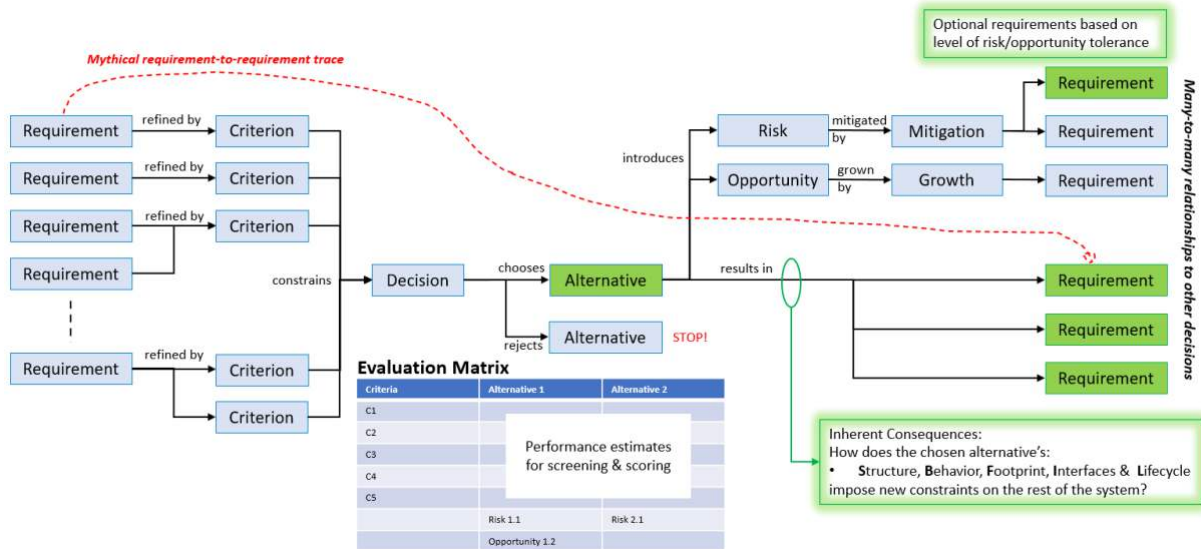 Optional requirements based on
level of risk/opportunity tolerance
Mythical requirement-to-requirement trace
Many-to-many relationships to other decisions
Requirement
refined by
Criterion
Requirement
refined by
Criterion
Requirement
refined by
Criterion
Requirement
Requirement
refined by
Criterion
Criterion
constrains
Decision
chooses
Alternative
rejects
Alternative
STOP!
introduces
Risk
mitigated
by
Mitigation
Requirement
Requirement
Opportunity
grown
by
Growth
Requirement
results in
Requirement
Requirement
Requirement
Evaluation Matrix
Criteria Alternative 1 Alternative 2
C1
C2
C3
C4
C5
Performance estimates
for screening & scoring
Risk 1.1 Risk 2.1
Opportunity 1.2
Inherent Consequences:
How does the chosen alternative's:
• Structure, Behavior, Footprint, Interfaces & Lifecycle
impose new constraints on the rest of the system?